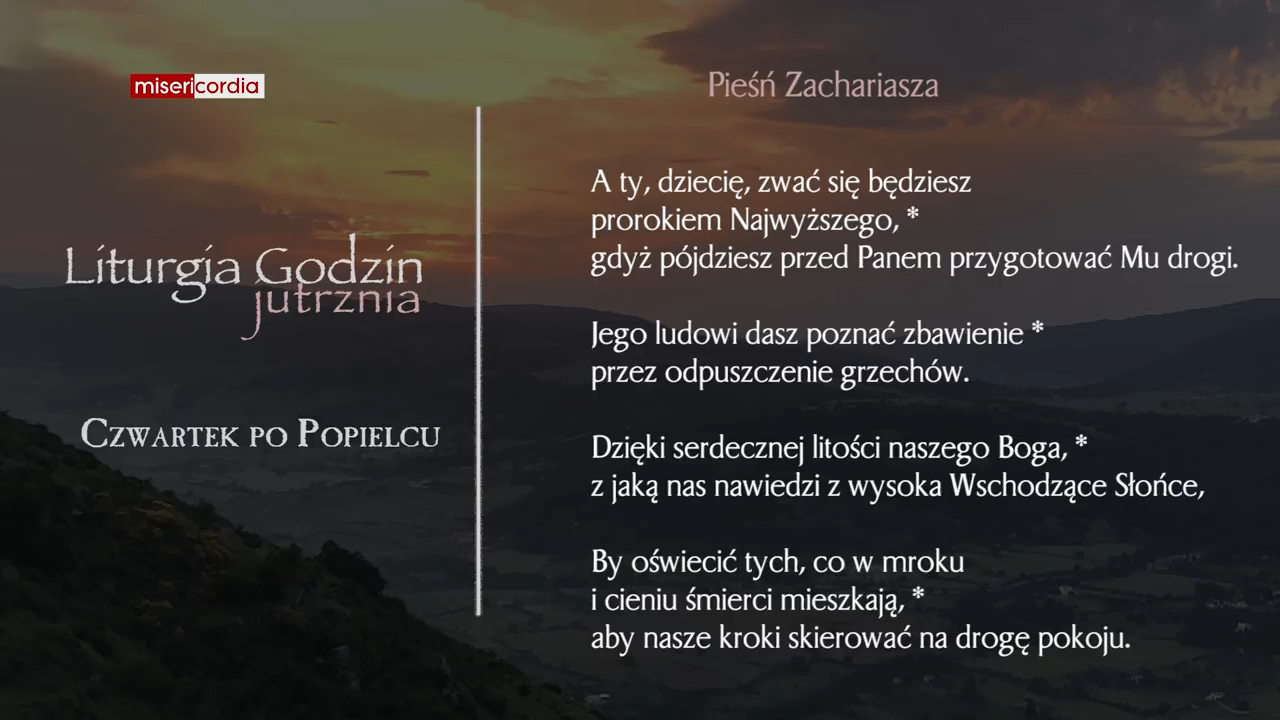 misericordia
Liturgia Godzin
jutrznia
Czwartek po Popielcu
Pieśń Zachariasza
A ty, dziecię, zwać się będziesz
prorokiem Najwyższego, *
gdyż pójdziesz przed Panem przygotować Mu drogi.
Jego ludowi dasz poznać zbawienie *
przez odpuszczenie grzechów.
Dzięki serdecznej litości naszego Boga, *
z jaką nas nawiedzi z wysoka Wschodzące Słońce,
By oświecić tych, co w mroku
i cieniu śmierci mieszkają, *
aby nasze kroki skierować na drogę pokoju.